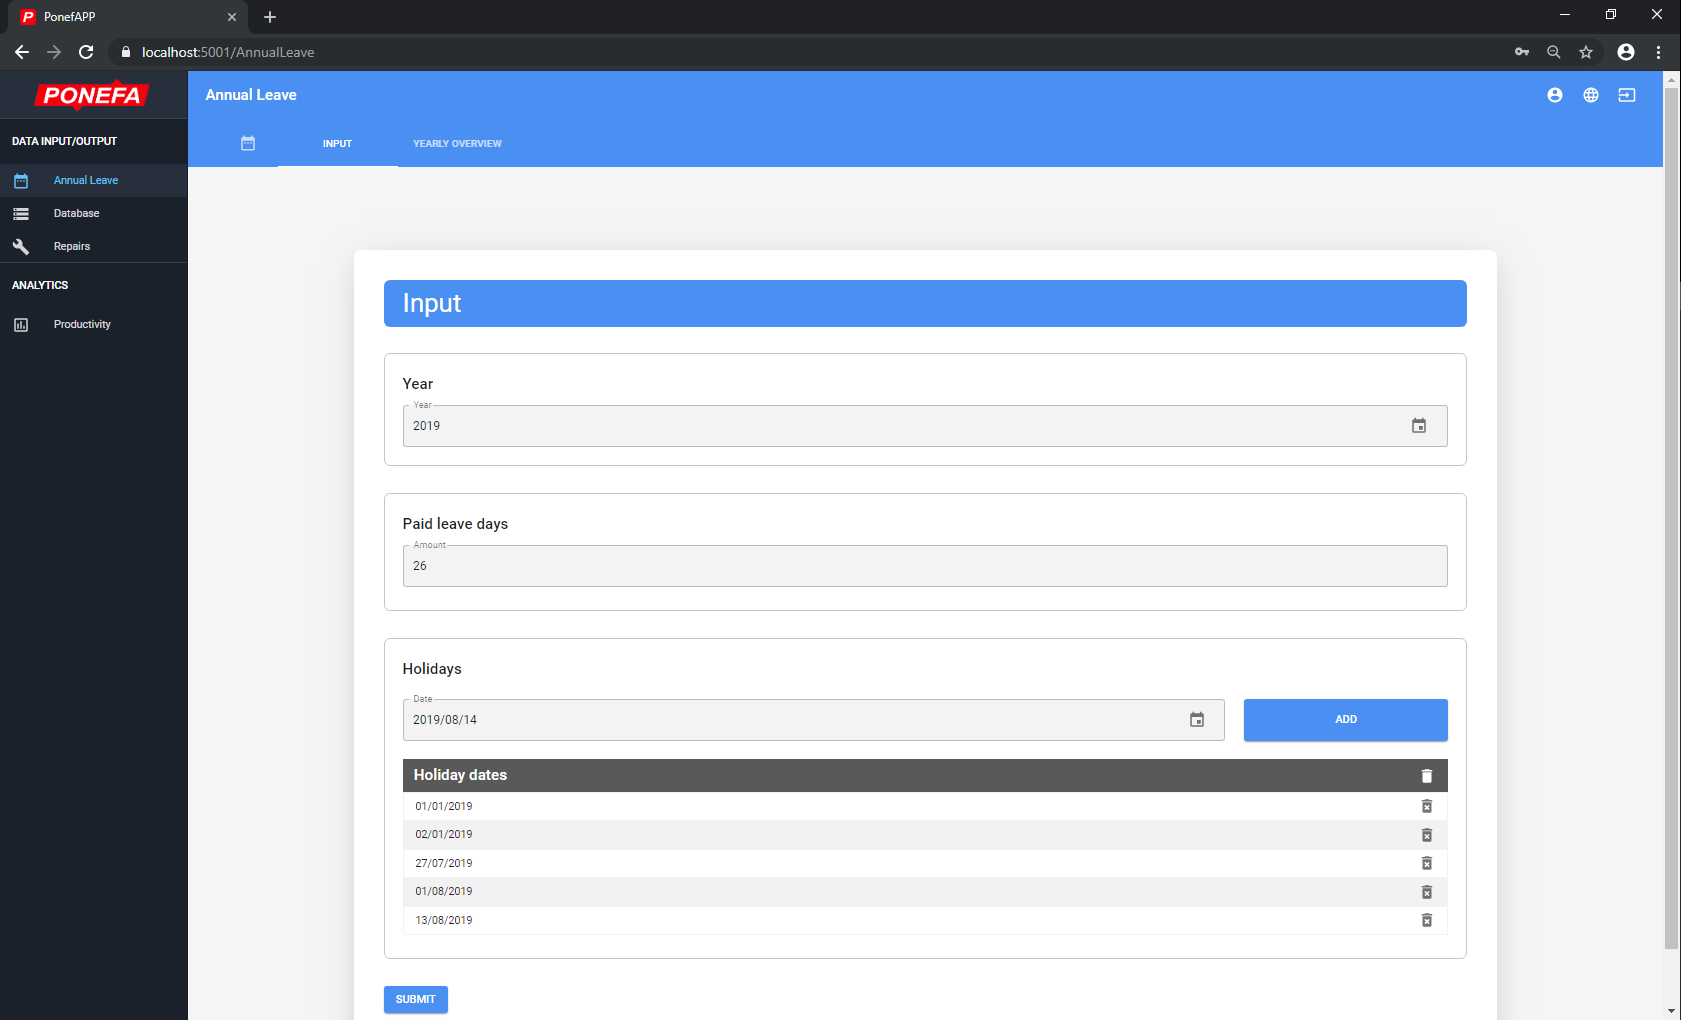 PonefAPP
localhost:5001/AnnualLeave
PONEFA
Annual Leave
DATA INPUT/OUTPUT
INPUT
YEARLY OVERVIEW
Annual Leave
Database
Repairs
ANALYTICS
Productivity
Input
Year
Year
2019
Paid leave days
Amount
26
Holidays
Date
2019/08/14
ADD
Holiday dates
01/01/2019
02/01/2019
27/07/2019
01/08/2019
13/08/2019
SUBMIT